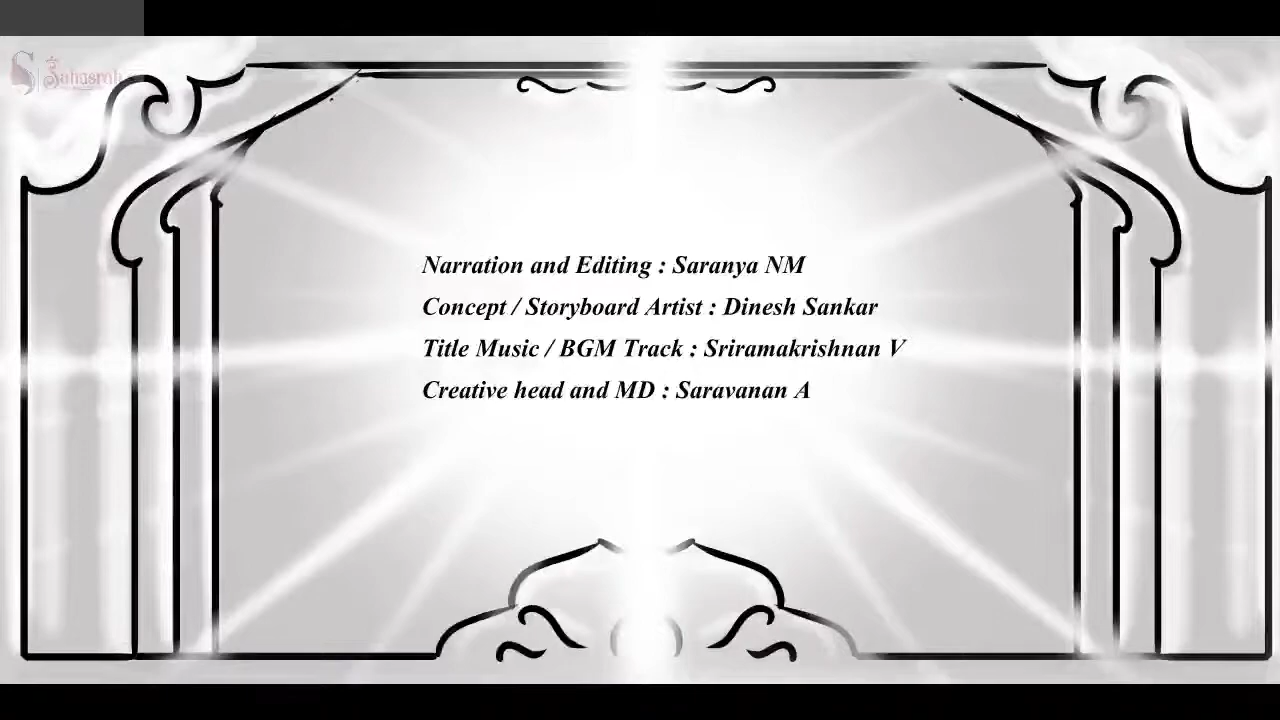 Narration and Editing : Saranya NM
Concept / Storyboard Artist : Dinesh Sankar
Title Music / BGM Track : Sriramakrishnan V
Creative head and MD : Saravanan A